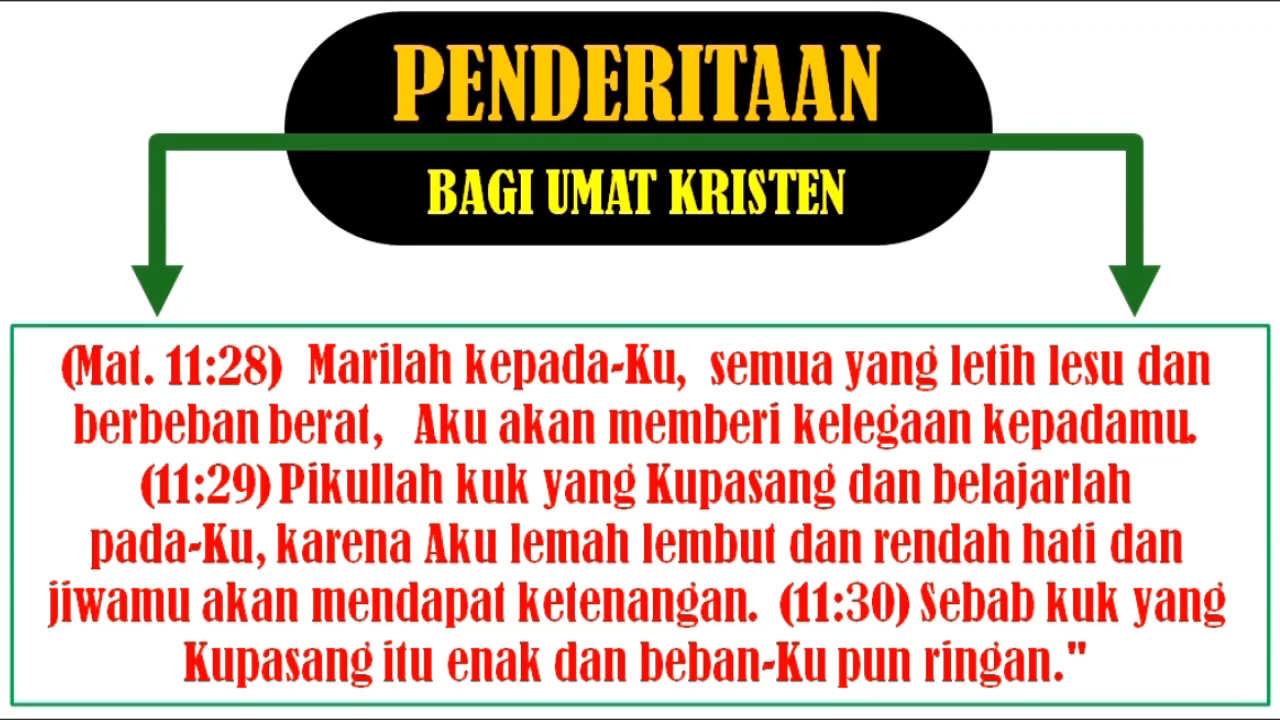 PENDERITAAN
BAGI UMAT KRISTEN
(Mat. 11:28) Marilah kepada-Ku, semua yang letih lesu dan
berbeban berat, Aku akan memberi kelegaan kepadamu.
(11:29) Pikullah kuk yang Kupasang dan belajarlah
pada-Ku, karena Aku lemah lembut dan rendah hati dan
jiwamu akan mendapat ketenangan. (11:30) Sebab kuk yang
Kupasang itu enak dan beban-Ku pun ringan."